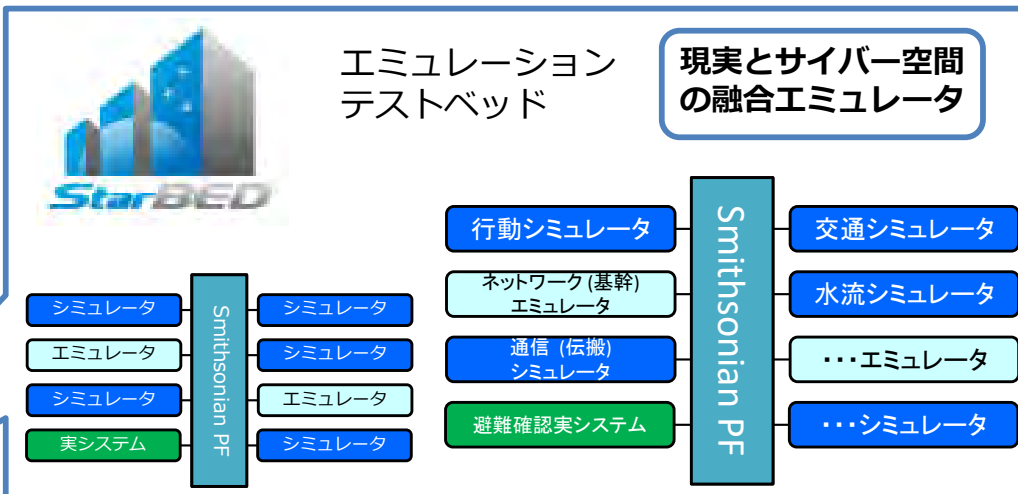 エミュレーション
テストベッド
現実とサイバー空間
の融合エミュレータ
StarBED
シミュレータ
エミュレータ
シミュレータ
実システム
Smithsonian PF
シミュレータ
シミュレータ
エミュレータ
シミュレータ
行動シミュレータ
ネットワーク (基幹)
エミュレータ
通信 (伝搬)
シミュレータ
避難確認実システム
Smithsonian PF
交通シミュレータ
水流シミュレータ
・・・エミュレータ
・・・シミュレータ